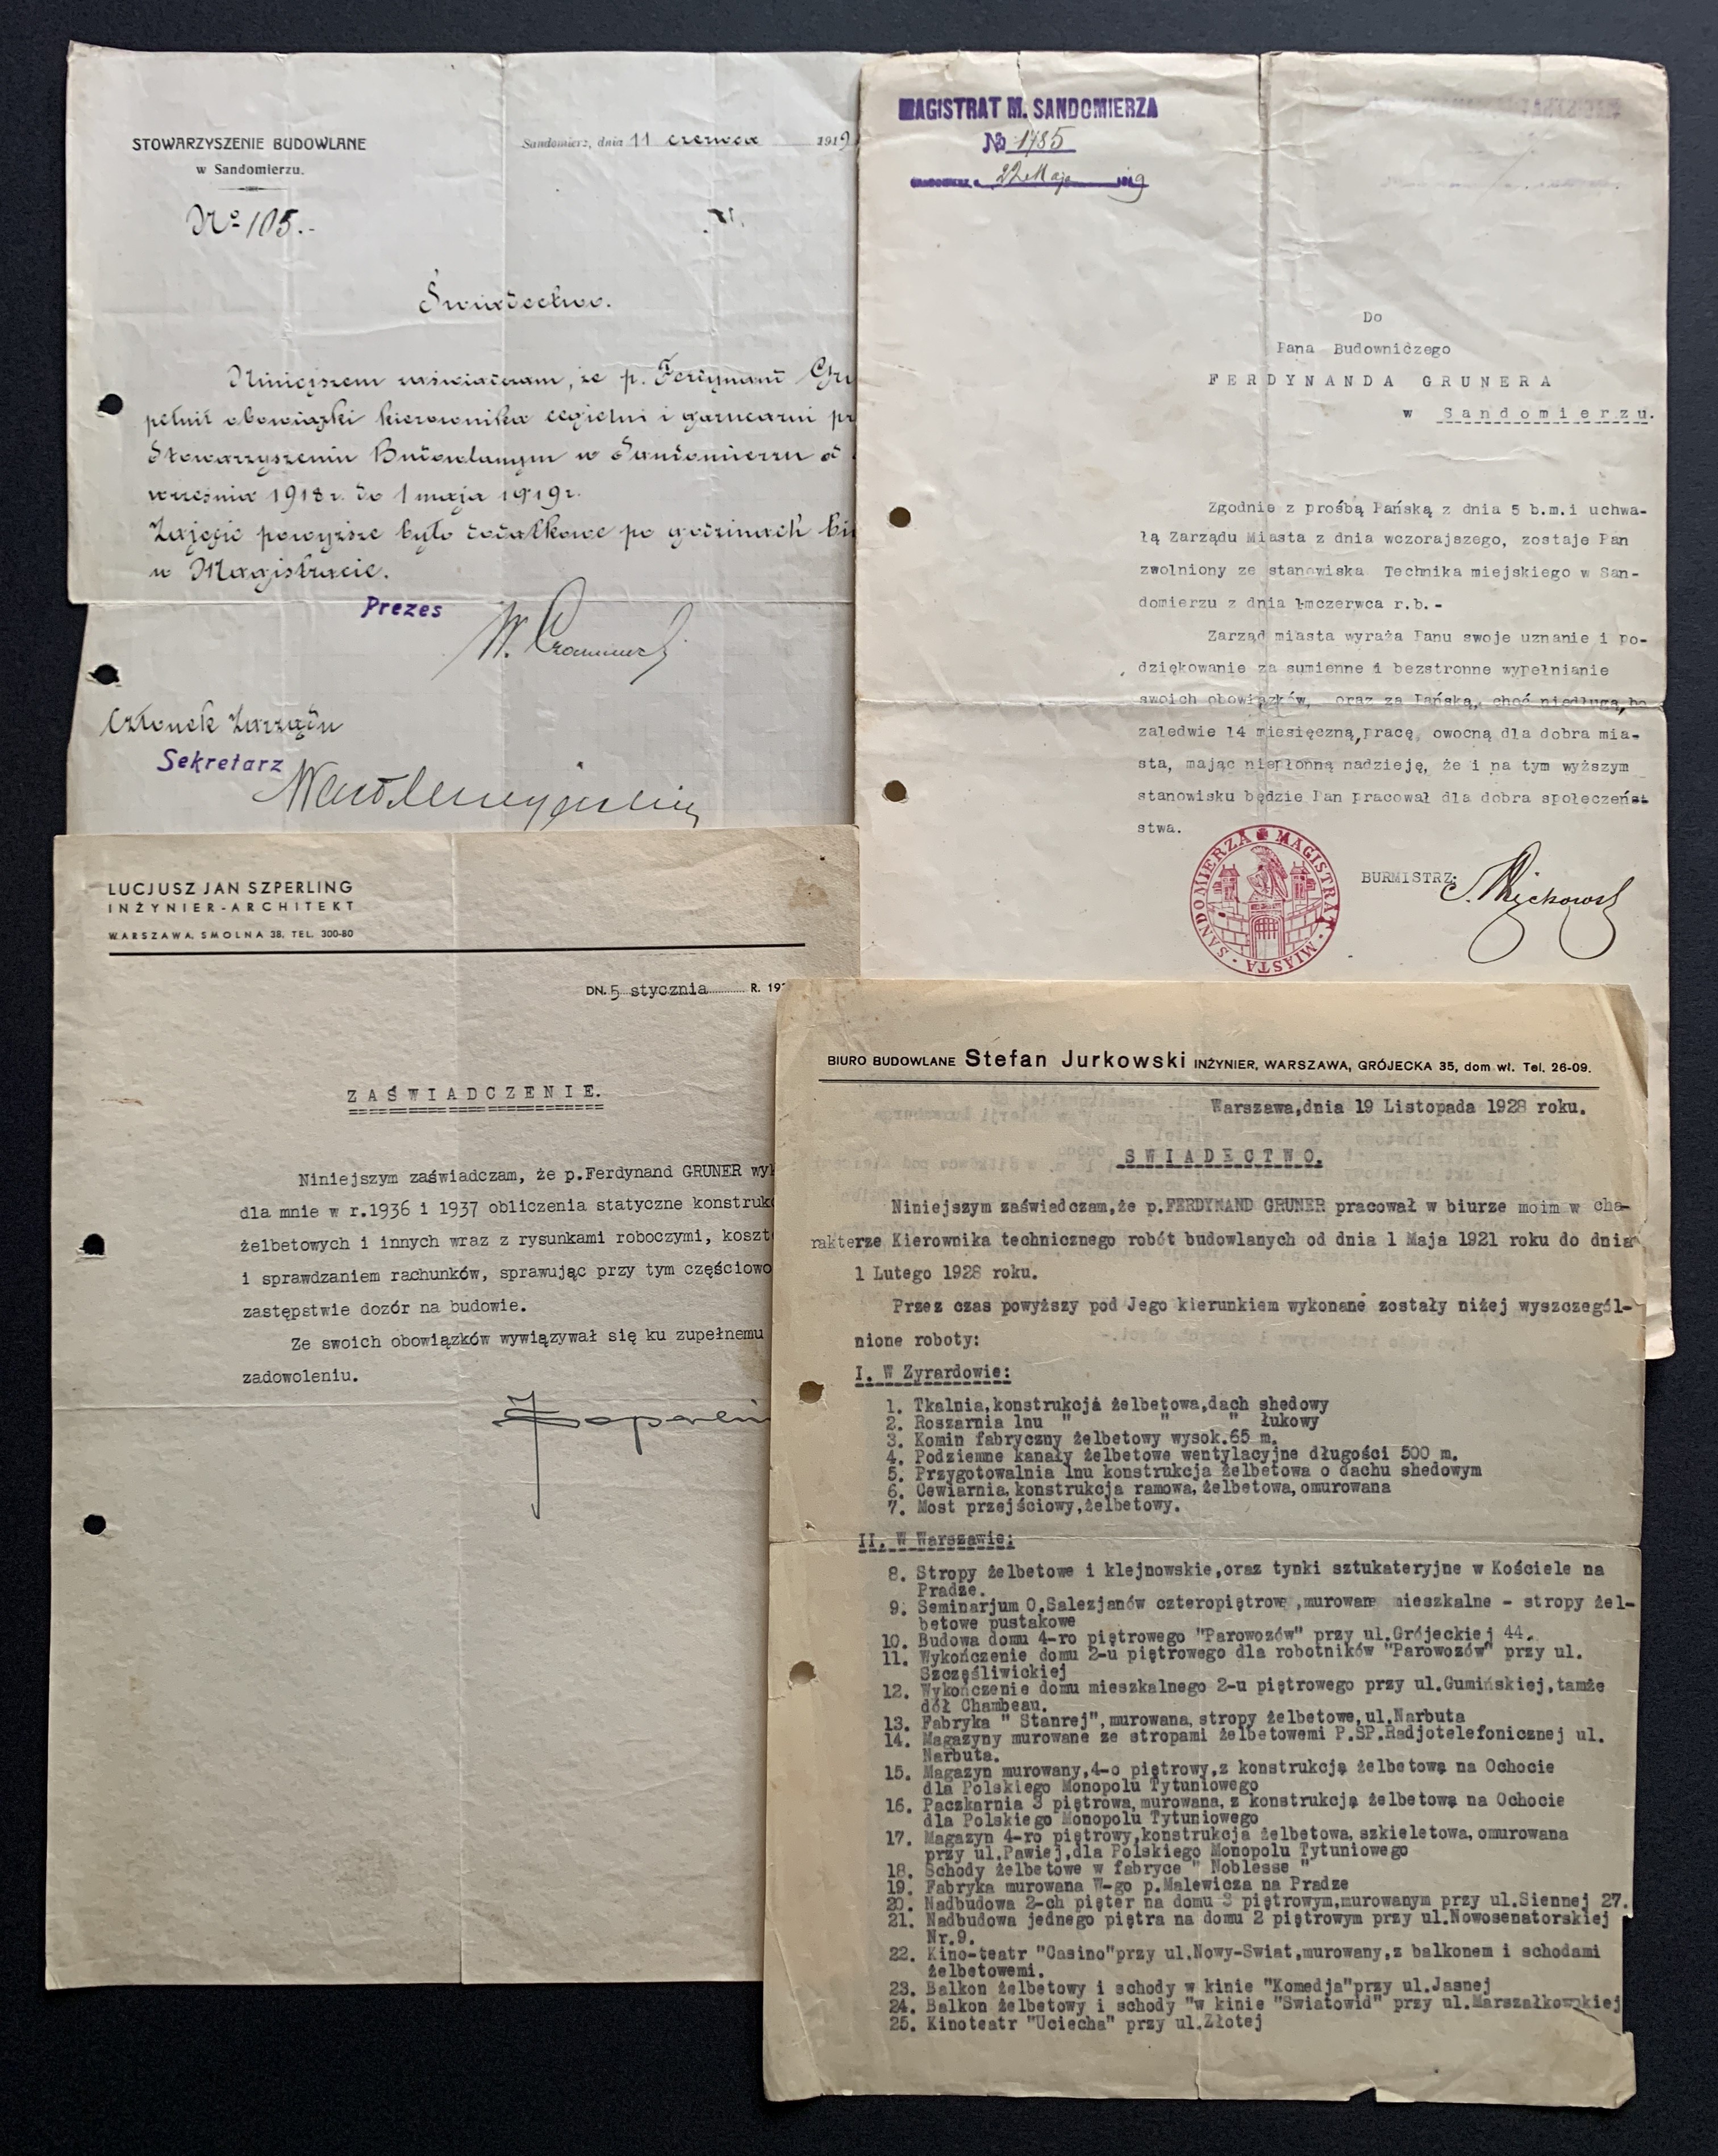 STOWARZYSZENIE BUDOWLANE
w Sandomierzu.
Sandomierz, dnia 11 czerwca 1919
No 105.-
Świadectwo.
Niniejszem zaświadczam, że p. Ferdynand Gru
pełnił obowiązki kierownika cegielni i garncarni pr
Stowarzyszeniu Budowlanym w Sandomierzu o
września 1918 r. do 1 maja 1919 r.
Zajęcie powyższe było dodatkowe po godzinach biu
w Magistracie.
Prezes
Członek Zarządu
Sekretarz
MAGISTRAT M. SANDOMIERZA
No 1785
22 Maja 1919
Do
Pana Budowniczego
FERDYNANDA GRUNERA
w Sandomierzu.
Zgodnie z prośbą Pańską z dnia 5 b.m.i uchwa-
łą Zarządu Miasta z dnia wczorajszego, zostaje Pan
zwolniony ze stanowiska Technika miejskiego w San-
domierzu z dnia 1-mczerwca r.b.-
Zarząd miasta wyraża Panu swoje uznanie i po-
dziękowanie za sumienne i bezstronne wypełnianie
swoich obowiązków, oraz za Pańską, choć niedługą, bo
zaledwie 14 miesięczną, pracę, owocną dla dobra mia-
sta, mając niepłonną nadzieję, że i na tym wyższym
stanowisku będzie Pan pracował dla dobra społeczeńst
stwa.
BURMISTRZ:
MAGISTRAT MIASTA SANDOMIERZA
LUCJUSZ JAN SZPERLING
INŻYNIER-ARCHITEKT
WARSZAWA, SMOLNA 38, TEL. 300-80
DN. 5 stycznia R. 193
ZAŚWIADCZENIE.
Niniejszym zaświadczam, że p.Ferdynand GRUNER wyk
dla mnie w r.1936 i 1937 obliczenia statyczne konstruk
żelbetowych i innych wraz z rysunkami roboczymi, koszt
i sprawdzaniem rachunków, sprawując przy tym częściowo
zastępstwie dozór na budowie.
Ze swoich obowiązków wywiązywał się ku zupełnemu
zadowoleniu.
BIURO BUDOWLANE Stefan Jurkowski INŻYNIER, WARSZAWA, GRÓJECKA 35, dom wł. Tel. 26-09.
Warszawa,dnia 19 Listopada 1928 roku.
SWIADECTWO.
Niniejszym zaświadczam,że p.FERDYNAND GRUNER pracował w biurze moim w cha-
rakterze Kierownika technicznego robót budowlanych od dnia 1 Maja 1921 roku do dnia
1 Lutego 1928 roku.
Przez czas powyższy pod Jego kierunkiem wykonane zostały niżej wyszczegól-
nione roboty:
I. W Zyrardowie:
1. Tkalnia,konstrukcjá żelbetowa,dach shedowy
2. Roszarnia lnu " " " łukowy
3. Komin fabryczny żelbetowy wysok.65 m.
4. Podziemne kanały żelbetowe wentylacyjne długości 500 m.
5. Przygotowalnia lnu konstrukcja żelbetowa o dachu shedowym
6. Cewiarnia,konstrukcja ramowa,żelbetowa,omurowana
7. Most przejściowy,żelbetowy.
II. W Warszawie:
8. Stropy żelbetowe i klejnowskie,oraz tynki sztukateryjne w Kościele na
Pradze.
9. Seminarjum O.Salezjanów czteropiętrowe,murowane mieszkalne - stropy żel-
betowe pustakowe
10. Budowa domu 4-ro piętrowego "Parowozów" przy ul.Grójeckiej 44.
11. Wykończenie domu 2-u piętrowego dla robotników "Parowozów" przy ul.
Szczęśliwickiej
12. Wykończenie domu mieszkalnego 2-u piętrowego przy ul.Gumińskiej,tamże
dół Chambeau.
13. Fabryka " Stanrej",murowana,stropy żelbetowe,ul.Narbuta
14. Magazyny murowane ze stropami żelbetowemi P.SP.Radjotelefonicznej ul.
Narbuta.
15. Magazyn murowany,4-o piętrowy,z konstrukcją żelbetową na Ochocie
dla Polskiego Monopolu Tytuniowego
16. Paczkarnia 3 piętrowa,murowana,z konstrukcją żelbetową na Ochocie
dla Polskiego Monopolu Tytuniowego
17. Magazyn 4-ro piętrowy,konstrukcja żelbetowa,szkieletowa,omurowana
przy ul.Pawiej,dla Polskiego Monopolu Tytuniowego
18. Schody żelbetowe w fabryce " Noblesse "
19. Fabryka murowana W-go p.Malewicza na Pradze
20. Nadbudowa 2-ch pięter na domu 3 piętrowym,murowanym przy ul.Siennej 27.
21. Nadbudowa jednego piętra na domu 2 piętrowym przy ul.Nowosenatorskiej
Nr.9.
22. Kino-teatr "Casino"przy ul.Nowy-Swiat,murowany,z balkonem i schodami
żelbetowemi.
23. Balkon żelbetowy i schody w kinie "Komedja"przy ul.Jasnej
24. Balkon żelbetowy i schody "w kinie "Swiatowid" przy ul.Marszałkowskiej
25. Kinoteatr "Uciecha" przy ul.Złotej